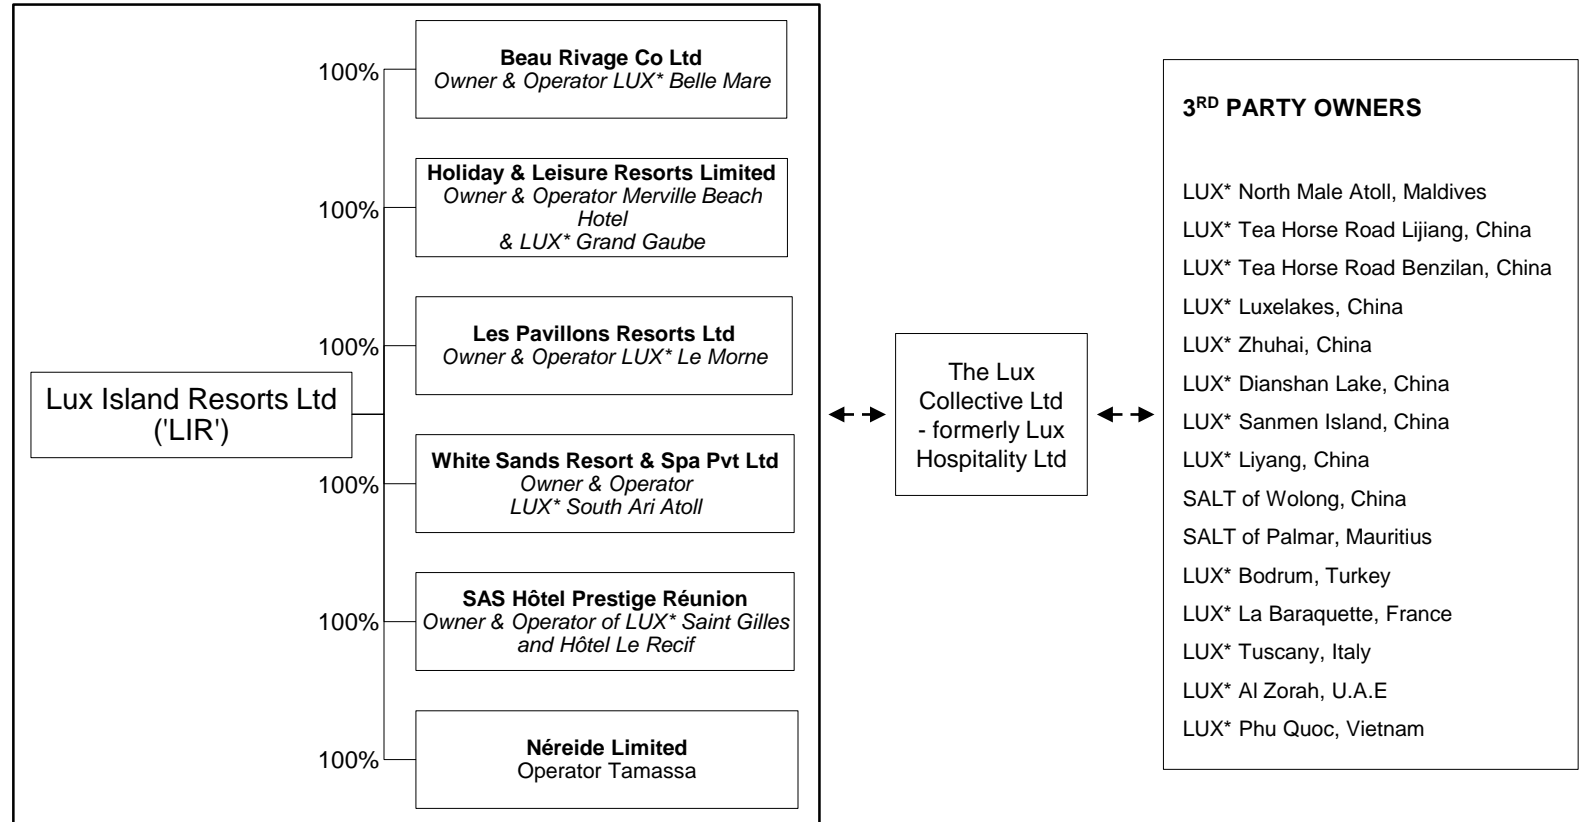 Lux Island Resorts Ltd
('LIR')
100%
Beau Rivage Co Ltd
Owner & Operator LUX* Belle Mare
100%
Holiday & Leisure Resorts Limited
Owner & Operator Merville Beach
Hotel
& LUX* Grand Gaube
100%
Les Pavillons Resorts Ltd
Owner & Operator LUX* Le Morne
100%
White Sands Resort & Spa Pvt Ltd
Owner & Operator
LUX* South Ari Atoll
100%
SAS Hôtel Prestige Réunion
Owner & Operator of LUX* Saint Gilles
and Hôtel Le Recif
100%
Néreide Limited
Operator Tamassa
The Lux
Collective Ltd
- formerly Lux
Hospitality Ltd
3RD PARTY OWNERS
LUX* North Male Atoll, Maldives
LUX* Tea Horse Road Lijiang, China
LUX* Tea Horse Road Benzilan, China
LUX* Luxelakes, China
LUX* Zhuhai, China
LUX* Dianshan Lake, China
LUX* Sanmen Island, China
LUX* Liyang, China
SALT of Wolong, China
SALT of Palmar, Mauritius
LUX* Bodrum, Turkey
LUX* La Baraquette, France
LUX* Tuscany, Italy
LUX* Al Zorah, U.A.E
LUX* Phu Quoc, Vietnam